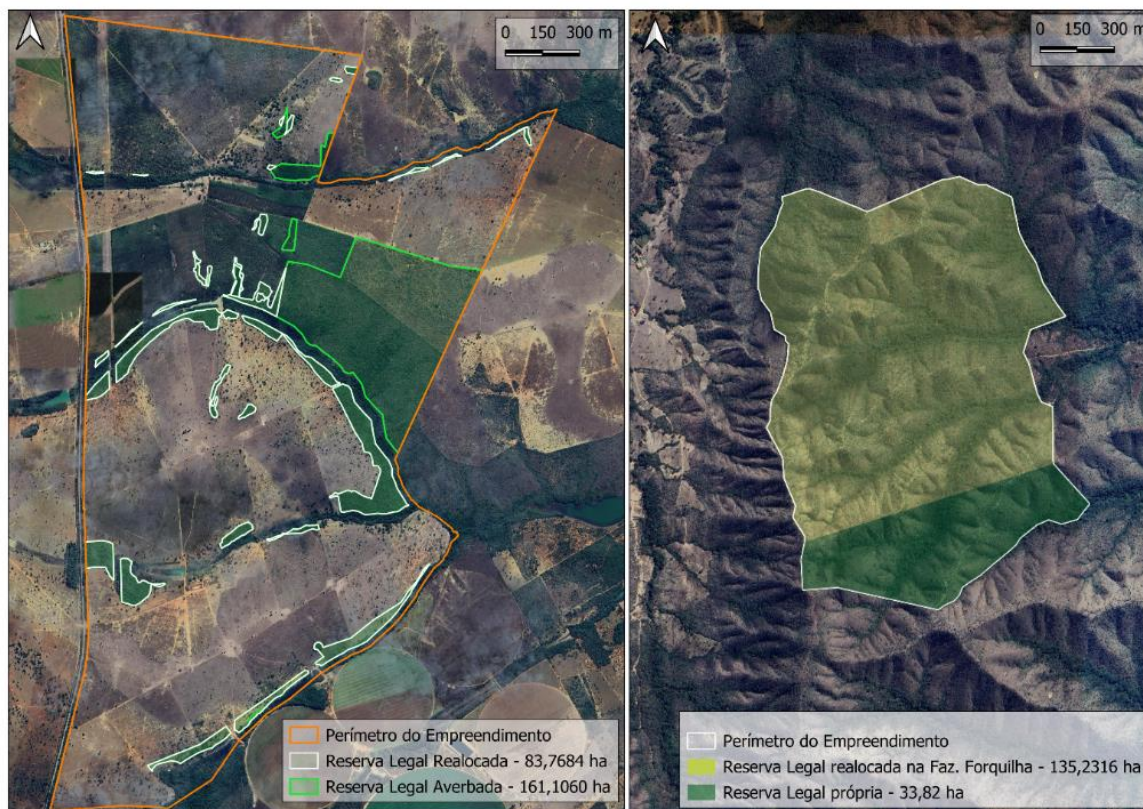 0 150 300 m
Perímetro do Empreendimento
Reserva Legal Realocada - 83,7684 ha
Reserva Legal Averbada - 161,1060 ha
0 150 300 m
Perímetro do Empreendimento
Reserva Legal realocada na Faz. Forquilha - 135,2316 ha
Reserva Legal própria - 33,82 ha